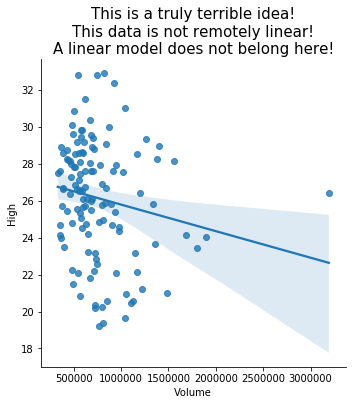 This is a truly terrible idea!
This data is not remotely linear!
A linear model does not belong here!
32
30
28
26
24
22
20
18
High
500000 1000000 1500000 2000000 2500000 3000000
Volume